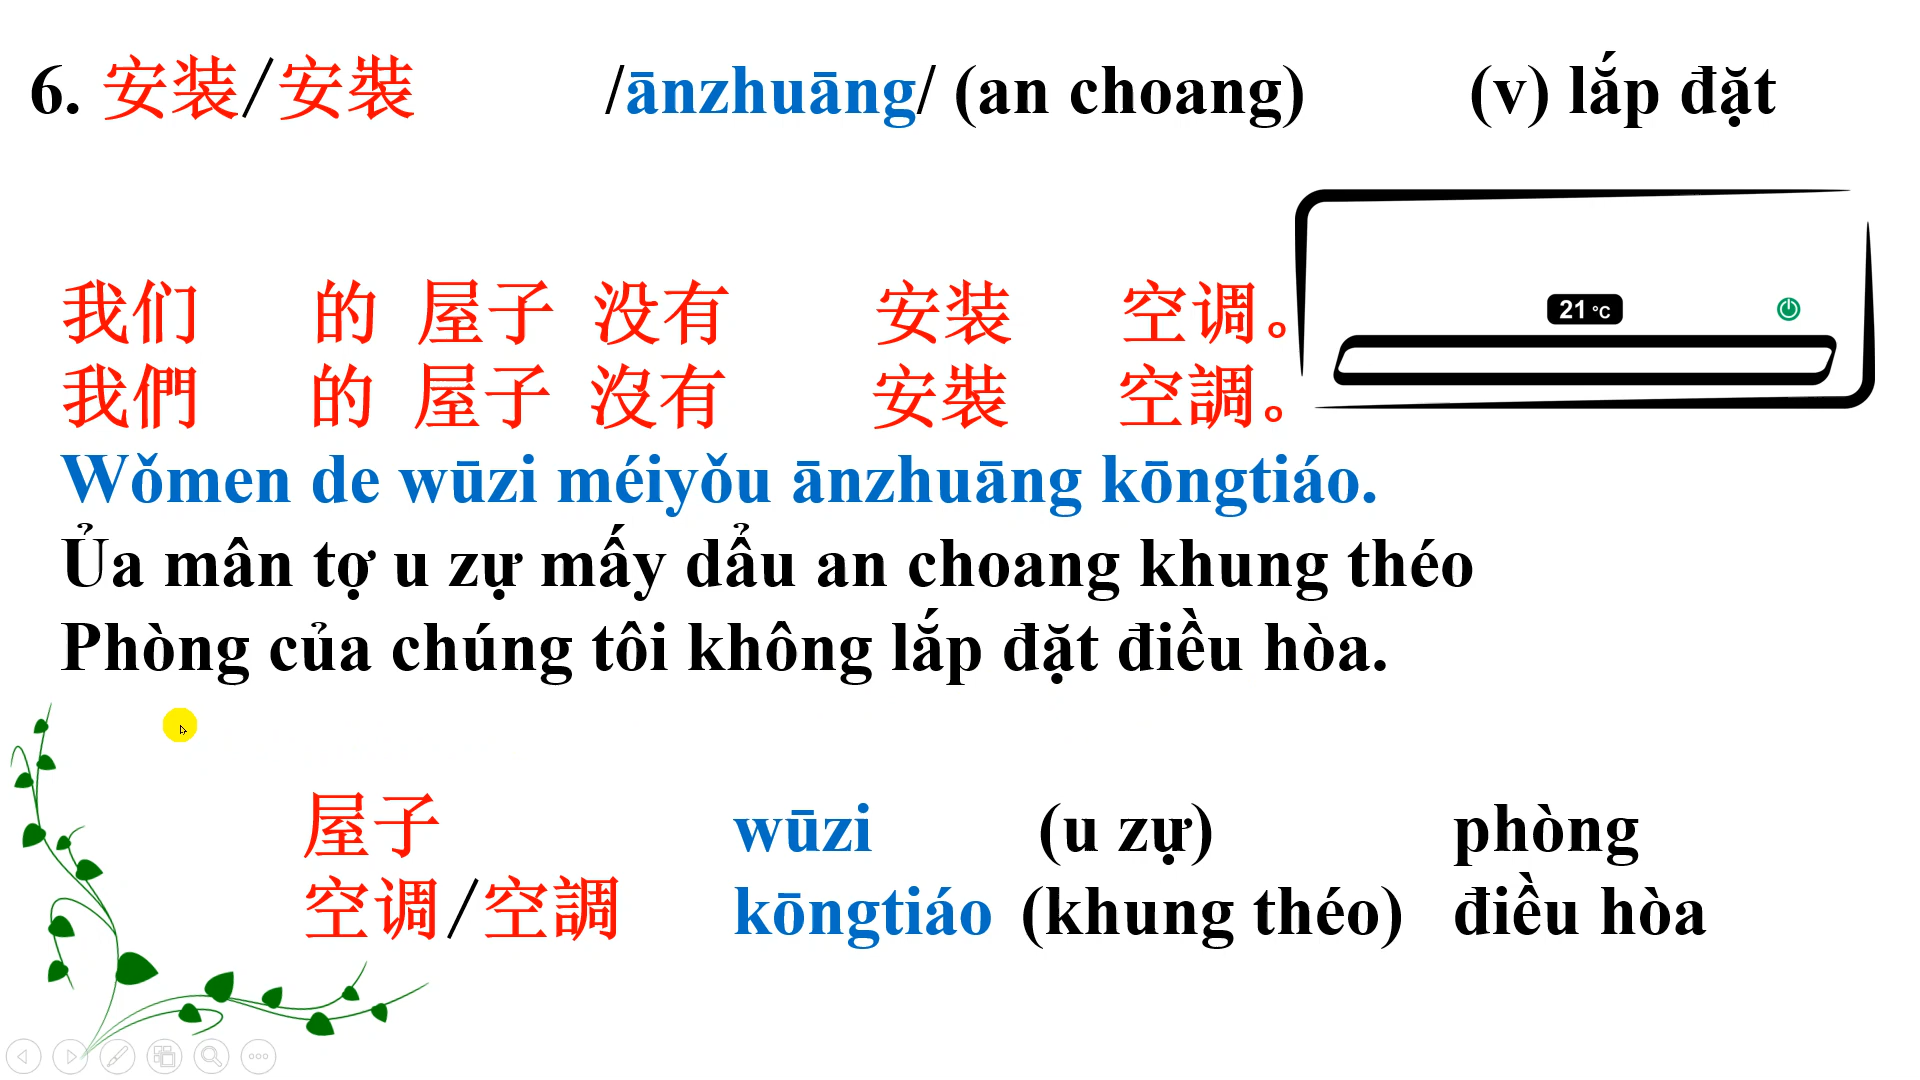 6. 安装/安裝 /ānzhuāng/ (an choang) (v) lắp đặt
21 °C
我们 的 屋子 没有 安装 空调。
我們 的 屋子 沒有 安裝 空調。
Wǒmen de wūzi méiyǒu ānzhuāng kōngtiáo.
Ủa mân tợ u zự mấy dẩu an choang khung théo
Phòng của chúng tôi không lắp đặt điều hòa.
屋子 wūzi (u zự) phòng
空调/空調 kōngtiáo (khung théo) điều hòa